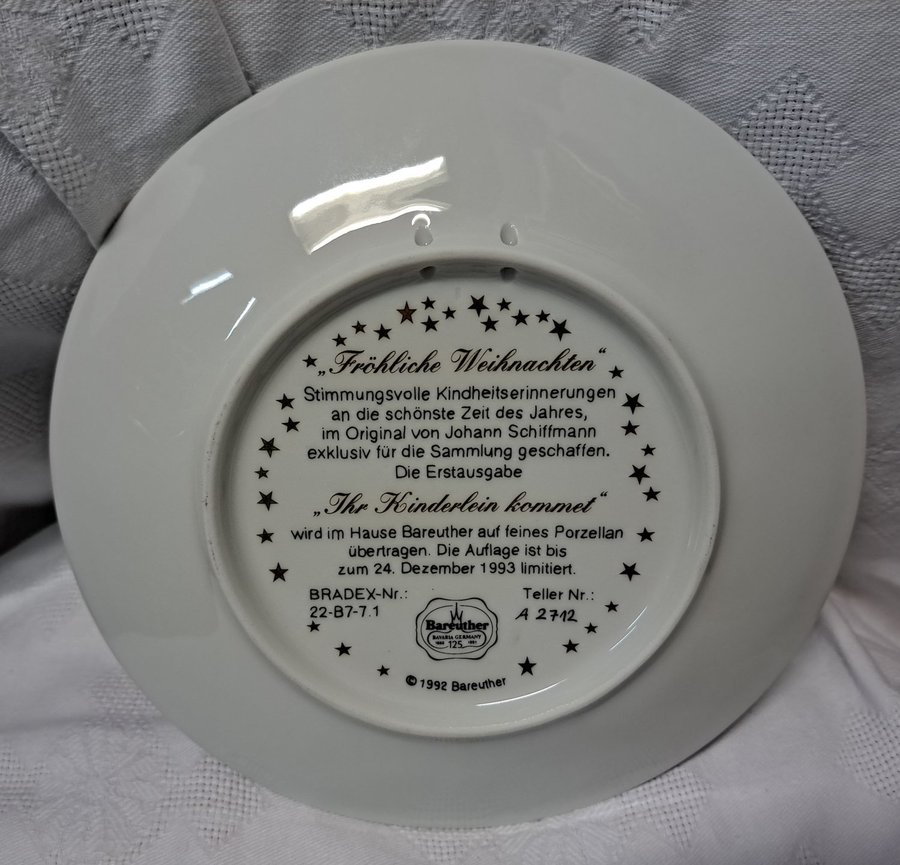 „Fröhliche Weihnachten“
Stimmungsvolle Kindheitserinnerungen
an die schönste Zeit des Jahres,
im Original von Johann Schiffmann
exklusiv für die Sammlung geschaffen.
Die Erstausgabe
„Ihr Kinderlein kommet“
wird im Hause Bareuther auf feines Porzellan
übertragen. Die Auflage ist bis
zum 24. Dezember 1993 limitiert.
BRADEX-Nr.:
22-B7-7.1
Teller Nr.:
A 2712
Bareuther
BAVARIA GERMANY
125
© 1992 Bareuther